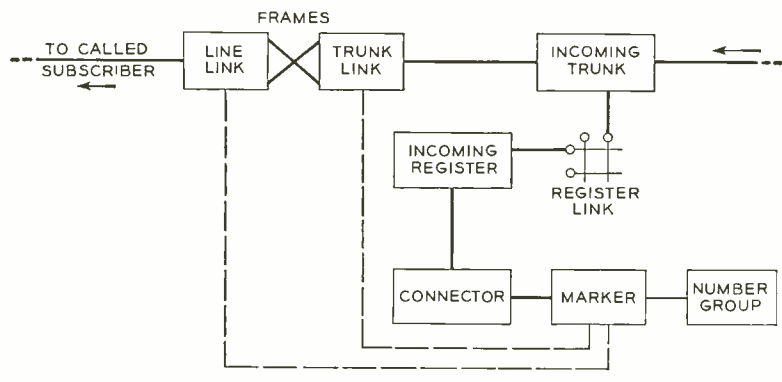 FRAMES
TO CALLED
SUBSCRIBER
LINE
LINK
TRUNK
LINK
INCOMING
TRUNK
INCOMING
REGISTER
REGISTER
LINK
CONNECTOR
MARKER
NUMBER
GROUP